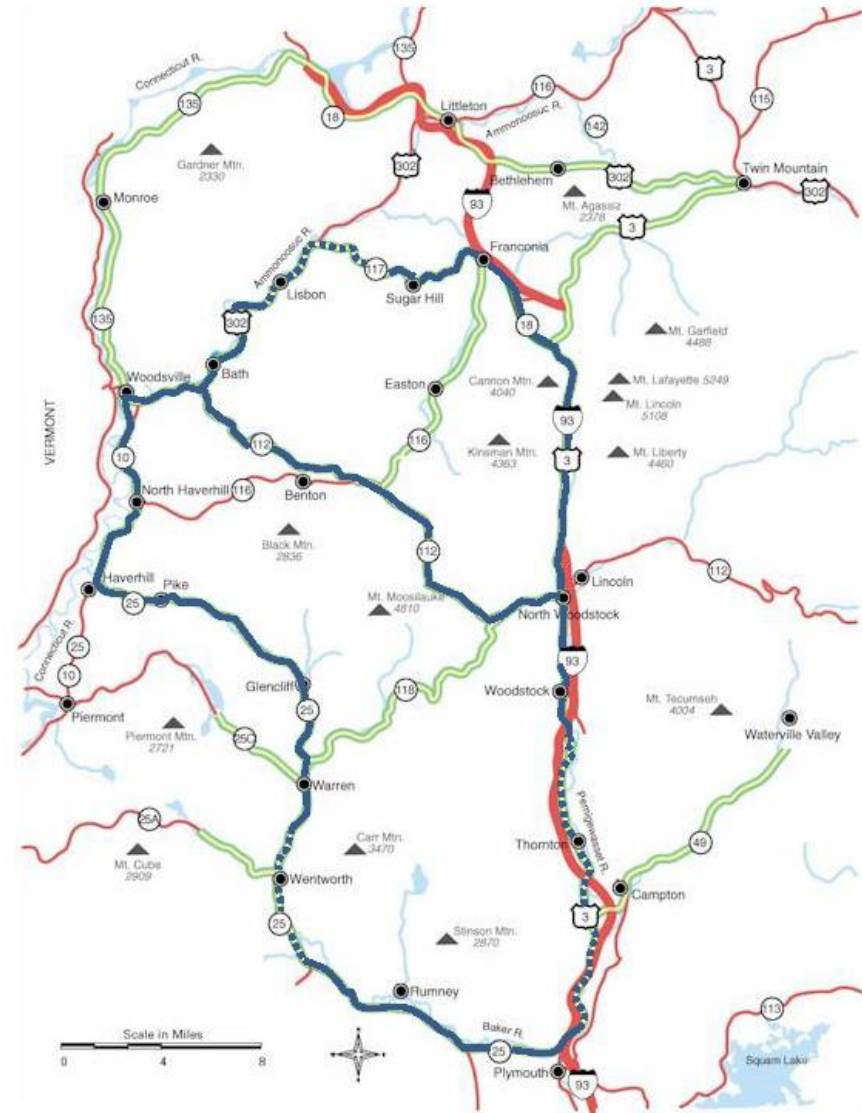 Connecticut R.
135
135
18
Littleton
116
Ammonoosuc R.
142
3
115
302
Gardner Mtn.
2330
93
Bethlehem
302
Twin Mountain
302
Mt. Agassiz
2378
Monroe
3
Ammonoosuc R.
Franconia
117
Lisbon
Sugar Hill
135
302
18
Mt. Garfield
4488
Bath
Woodsville
Easton
Cannon Mtn.
4040
Mt. Lafayette 5249
Mt. Lincoln
5108
VERMONT
93
10
112
116
Kinsman Mtn.
4363
3
Mt. Liberty
4460
North Haverhill
116
Benton
Black Mtn.
2836
112
Haverhill
Pike
25
Mt. Moosilauke
4810
Lincoln
112
North Woodstock
Connecticut R.
25
10
Piermont
Glencliff
25
118
93
Woodstock
Mt. Tecumseh
4004
Waterville Valley
Piermont Mtn.
2721
25C
Warren
25A
Mt. Cube
2909
Carr Mtn.
3470
Pemigewasset R.
Thornton
49
Wentworth
Campton
25
3
Stinson Mtn.
2870
Rumney
Baker R.
25
113
Scale in Miles
0 4 8
Plymouth
93
Squam Lake